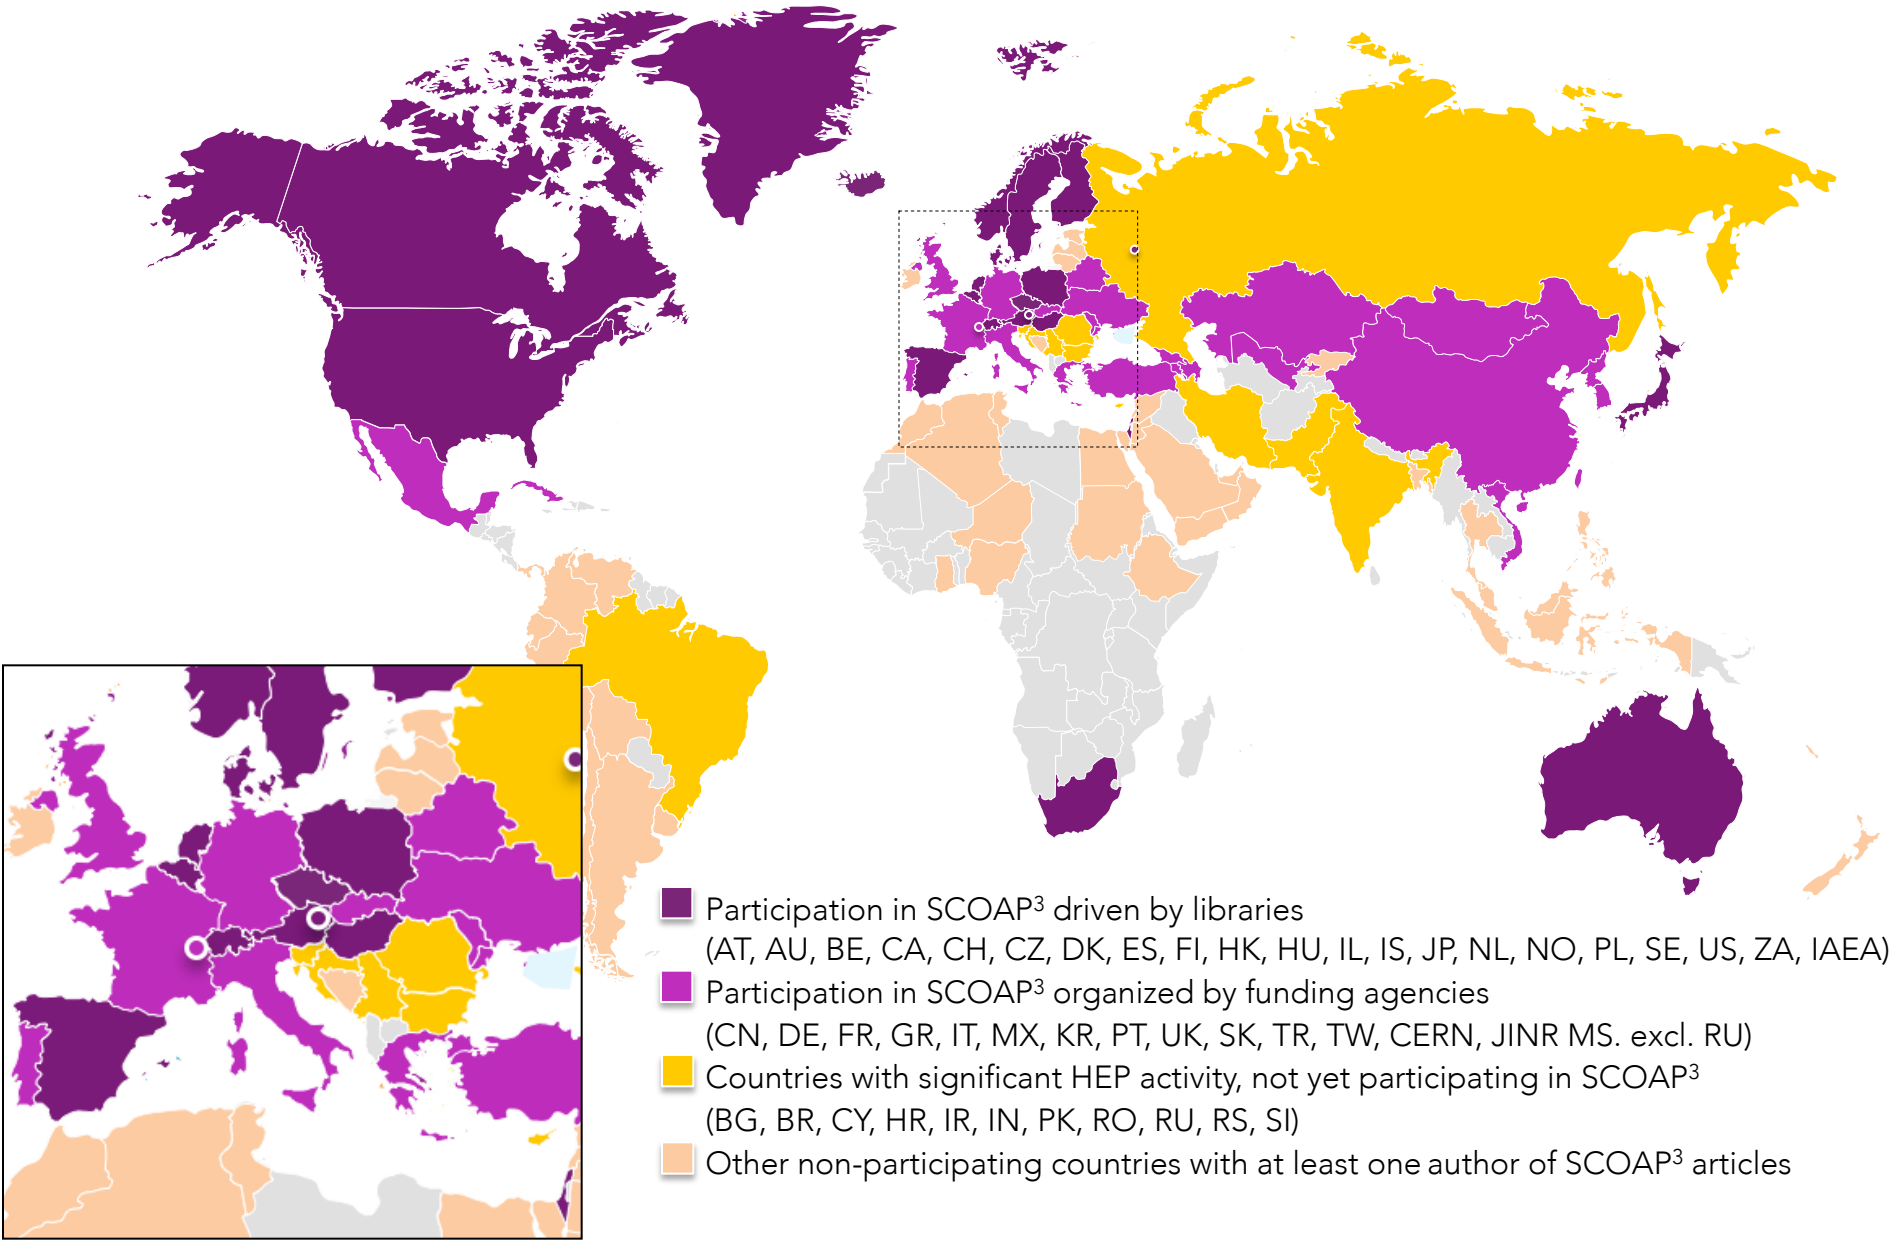 Participation in SCOAP³ driven by libraries
(AT, AU, BE, CA, CH, CZ, DK, ES, FI, HK, HU, IL, IS, JP, NL, NO, PL, SE, US, ZA, IAEA)
Participation in SCOAP³ organized by funding agencies
(CN, DE, FR, GR, IT, MX, KR, PT, UK, SK, TR, TW, CERN, JINR MS. excl. RU)
Countries with significant HEP activity, not yet participating in SCOAP³
(BG, BR, CY, HR, IR, IN, PK, RO, RU, RS, SI)
Other non-participating countries with at least one author of SCOAP³ articles